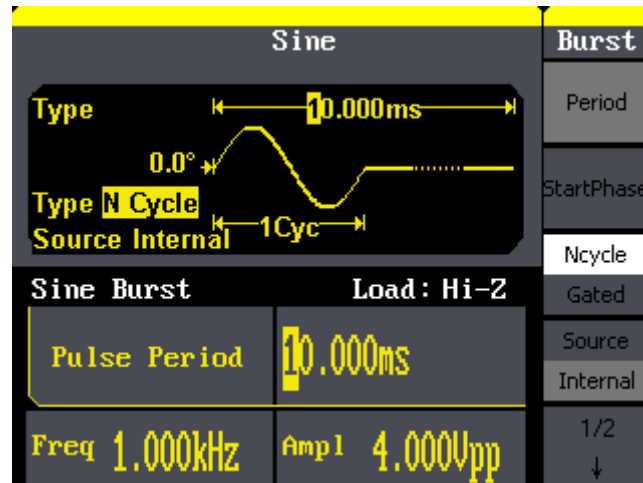 Sine
Type
10.000ms
0.0°
Type N Cycle
1Cyc
Source Internal
Sine Burst
Load: Hi-Z
Pulse Period
10.000ms
Freq 1.000kHz
Ampl 4.000Vpp
Burst
Period
StartPhase
Ncycle
Gated
Source
Internal
1/2
↓